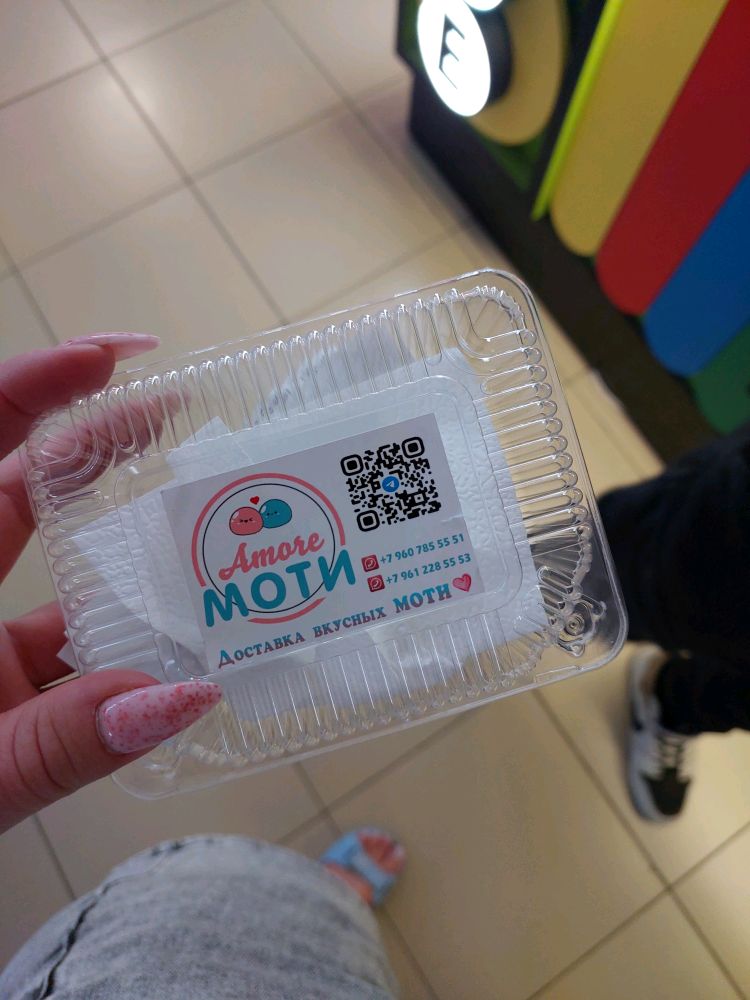 Amore
МОТИ
+7 960 785 55 51
+7 961 228 55 53
Доставка вкусных МОТИ